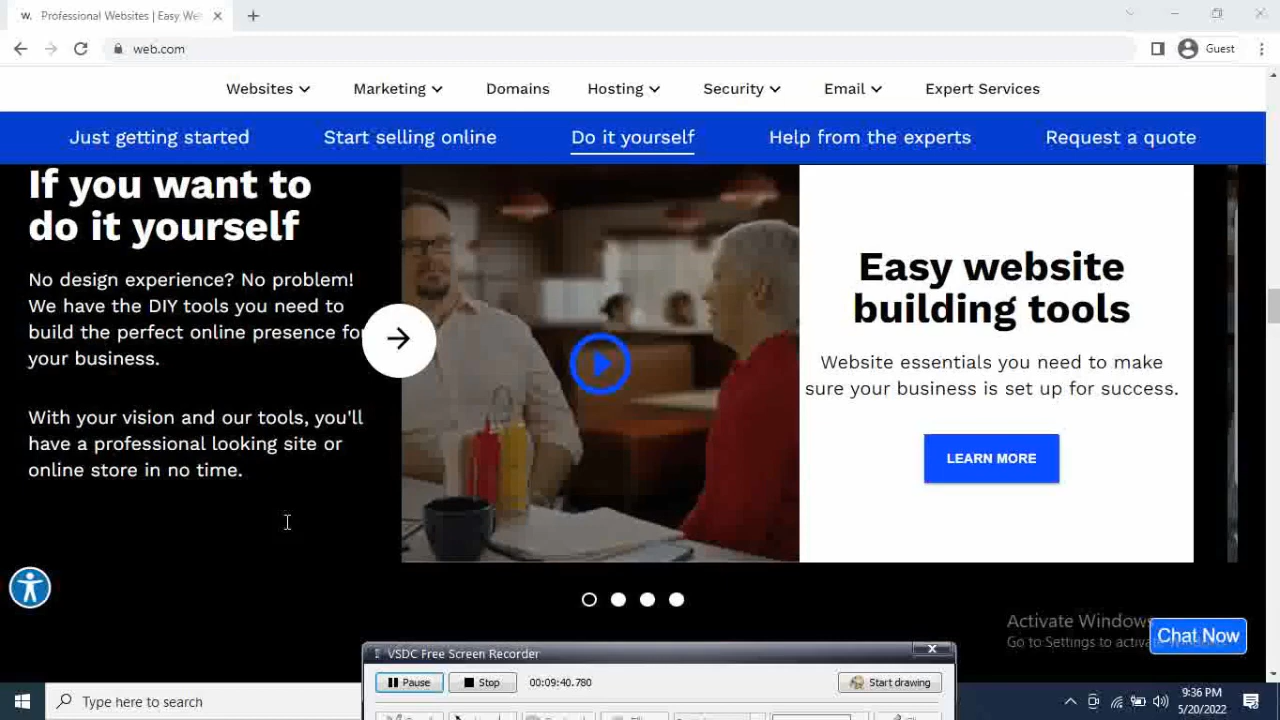 Professional Websites | Easy We
web.com
Guest
Websites
Marketing
Domains
Hosting
Security
Email
Expert Services
Just getting started
Start selling online
Do it yourself
Help from the experts
Request a quote
If you want to
do it yourself
No design experience? No problem!
We have the DIY tools you need to
build the perfect online presence for
your business.
With your vision and our tools, you'll
have a professional looking site or
online store in no time.
Easy website
building tools
Website essentials you need to make
sure your business is set up for success.
LEARN MORE
Activate Windows
Go to Settings to activa
Chat Now
VSDC Free Screen Recorder
Pause
Stop
00:09:40.780
Start drawing
Type here to search
9:36 PM
5/20/2022